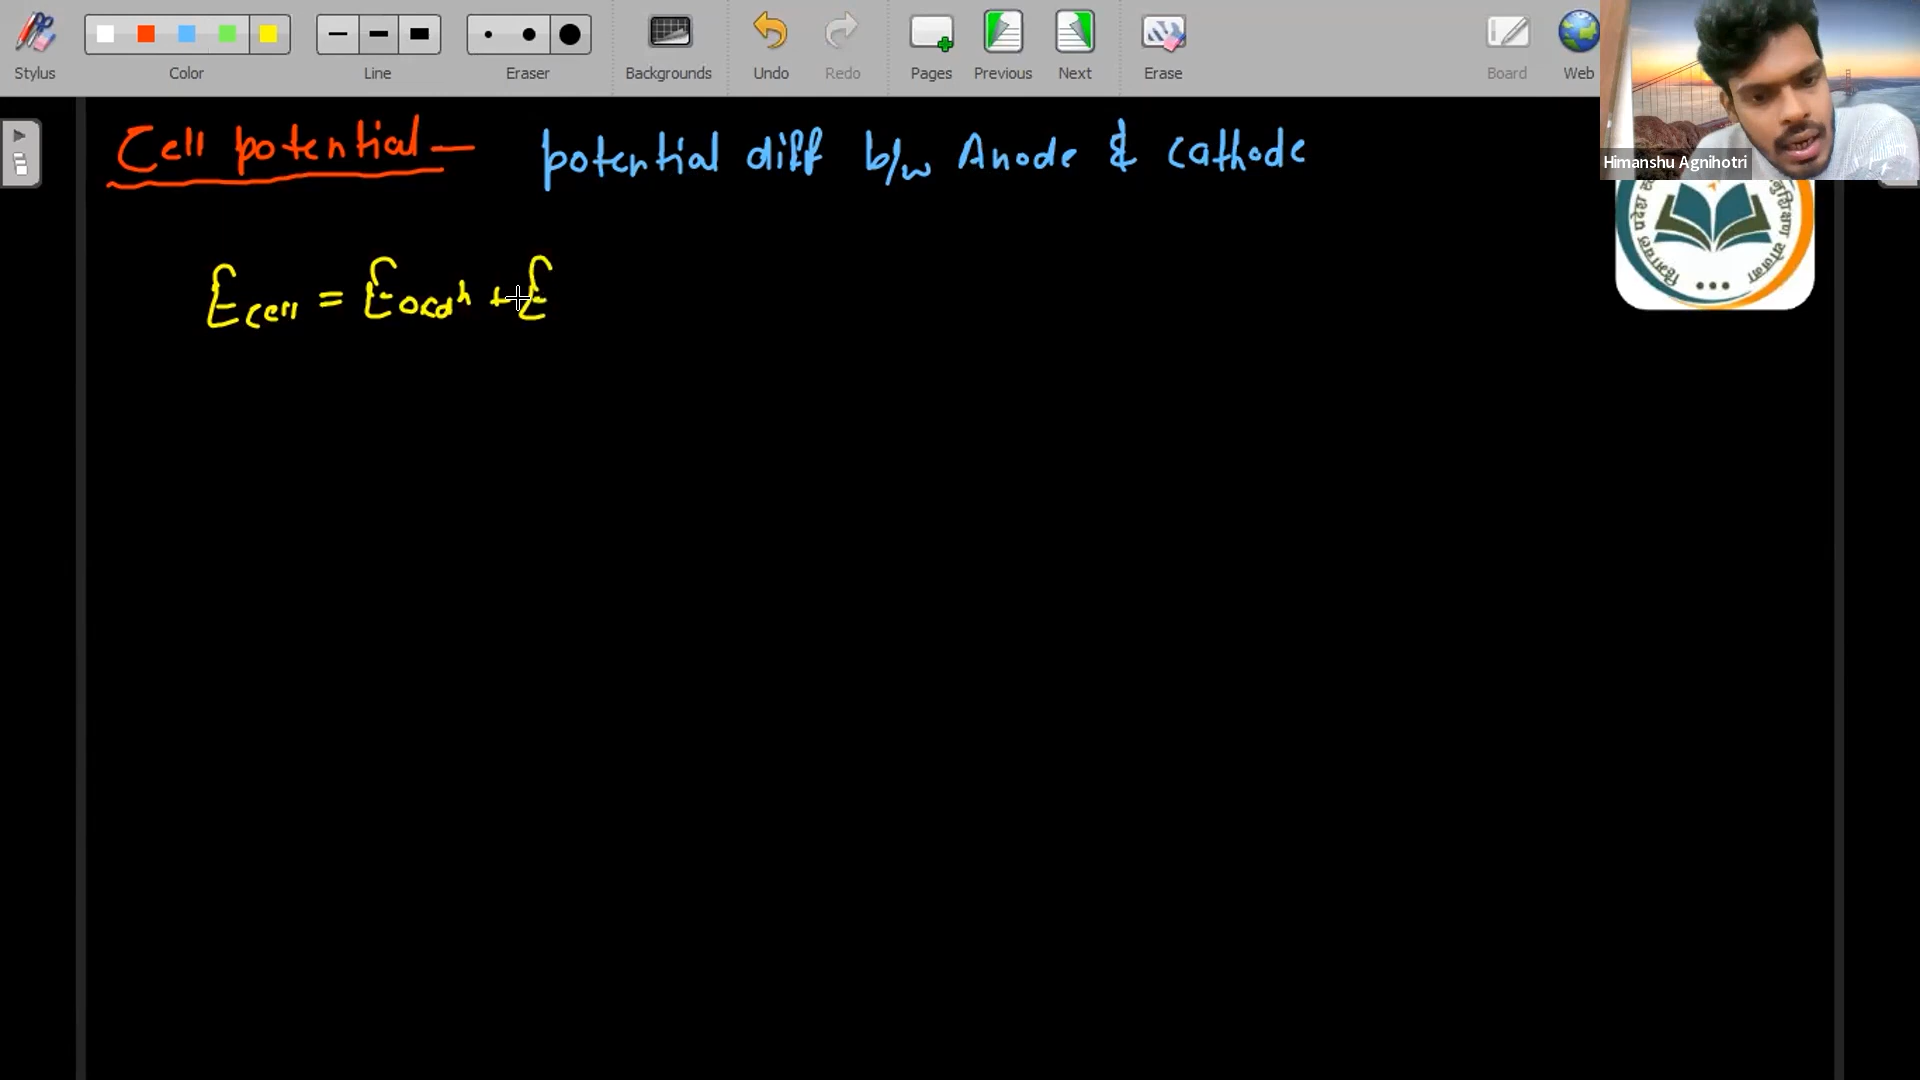 Stylus Color Line Eraser Backgrounds Undo Redo Pages Previous Next Erase Board Web
Himanshu Agnihotri
Cell potential — potential diff b/w Anode & cathode
Ecell = Eoxdn + E